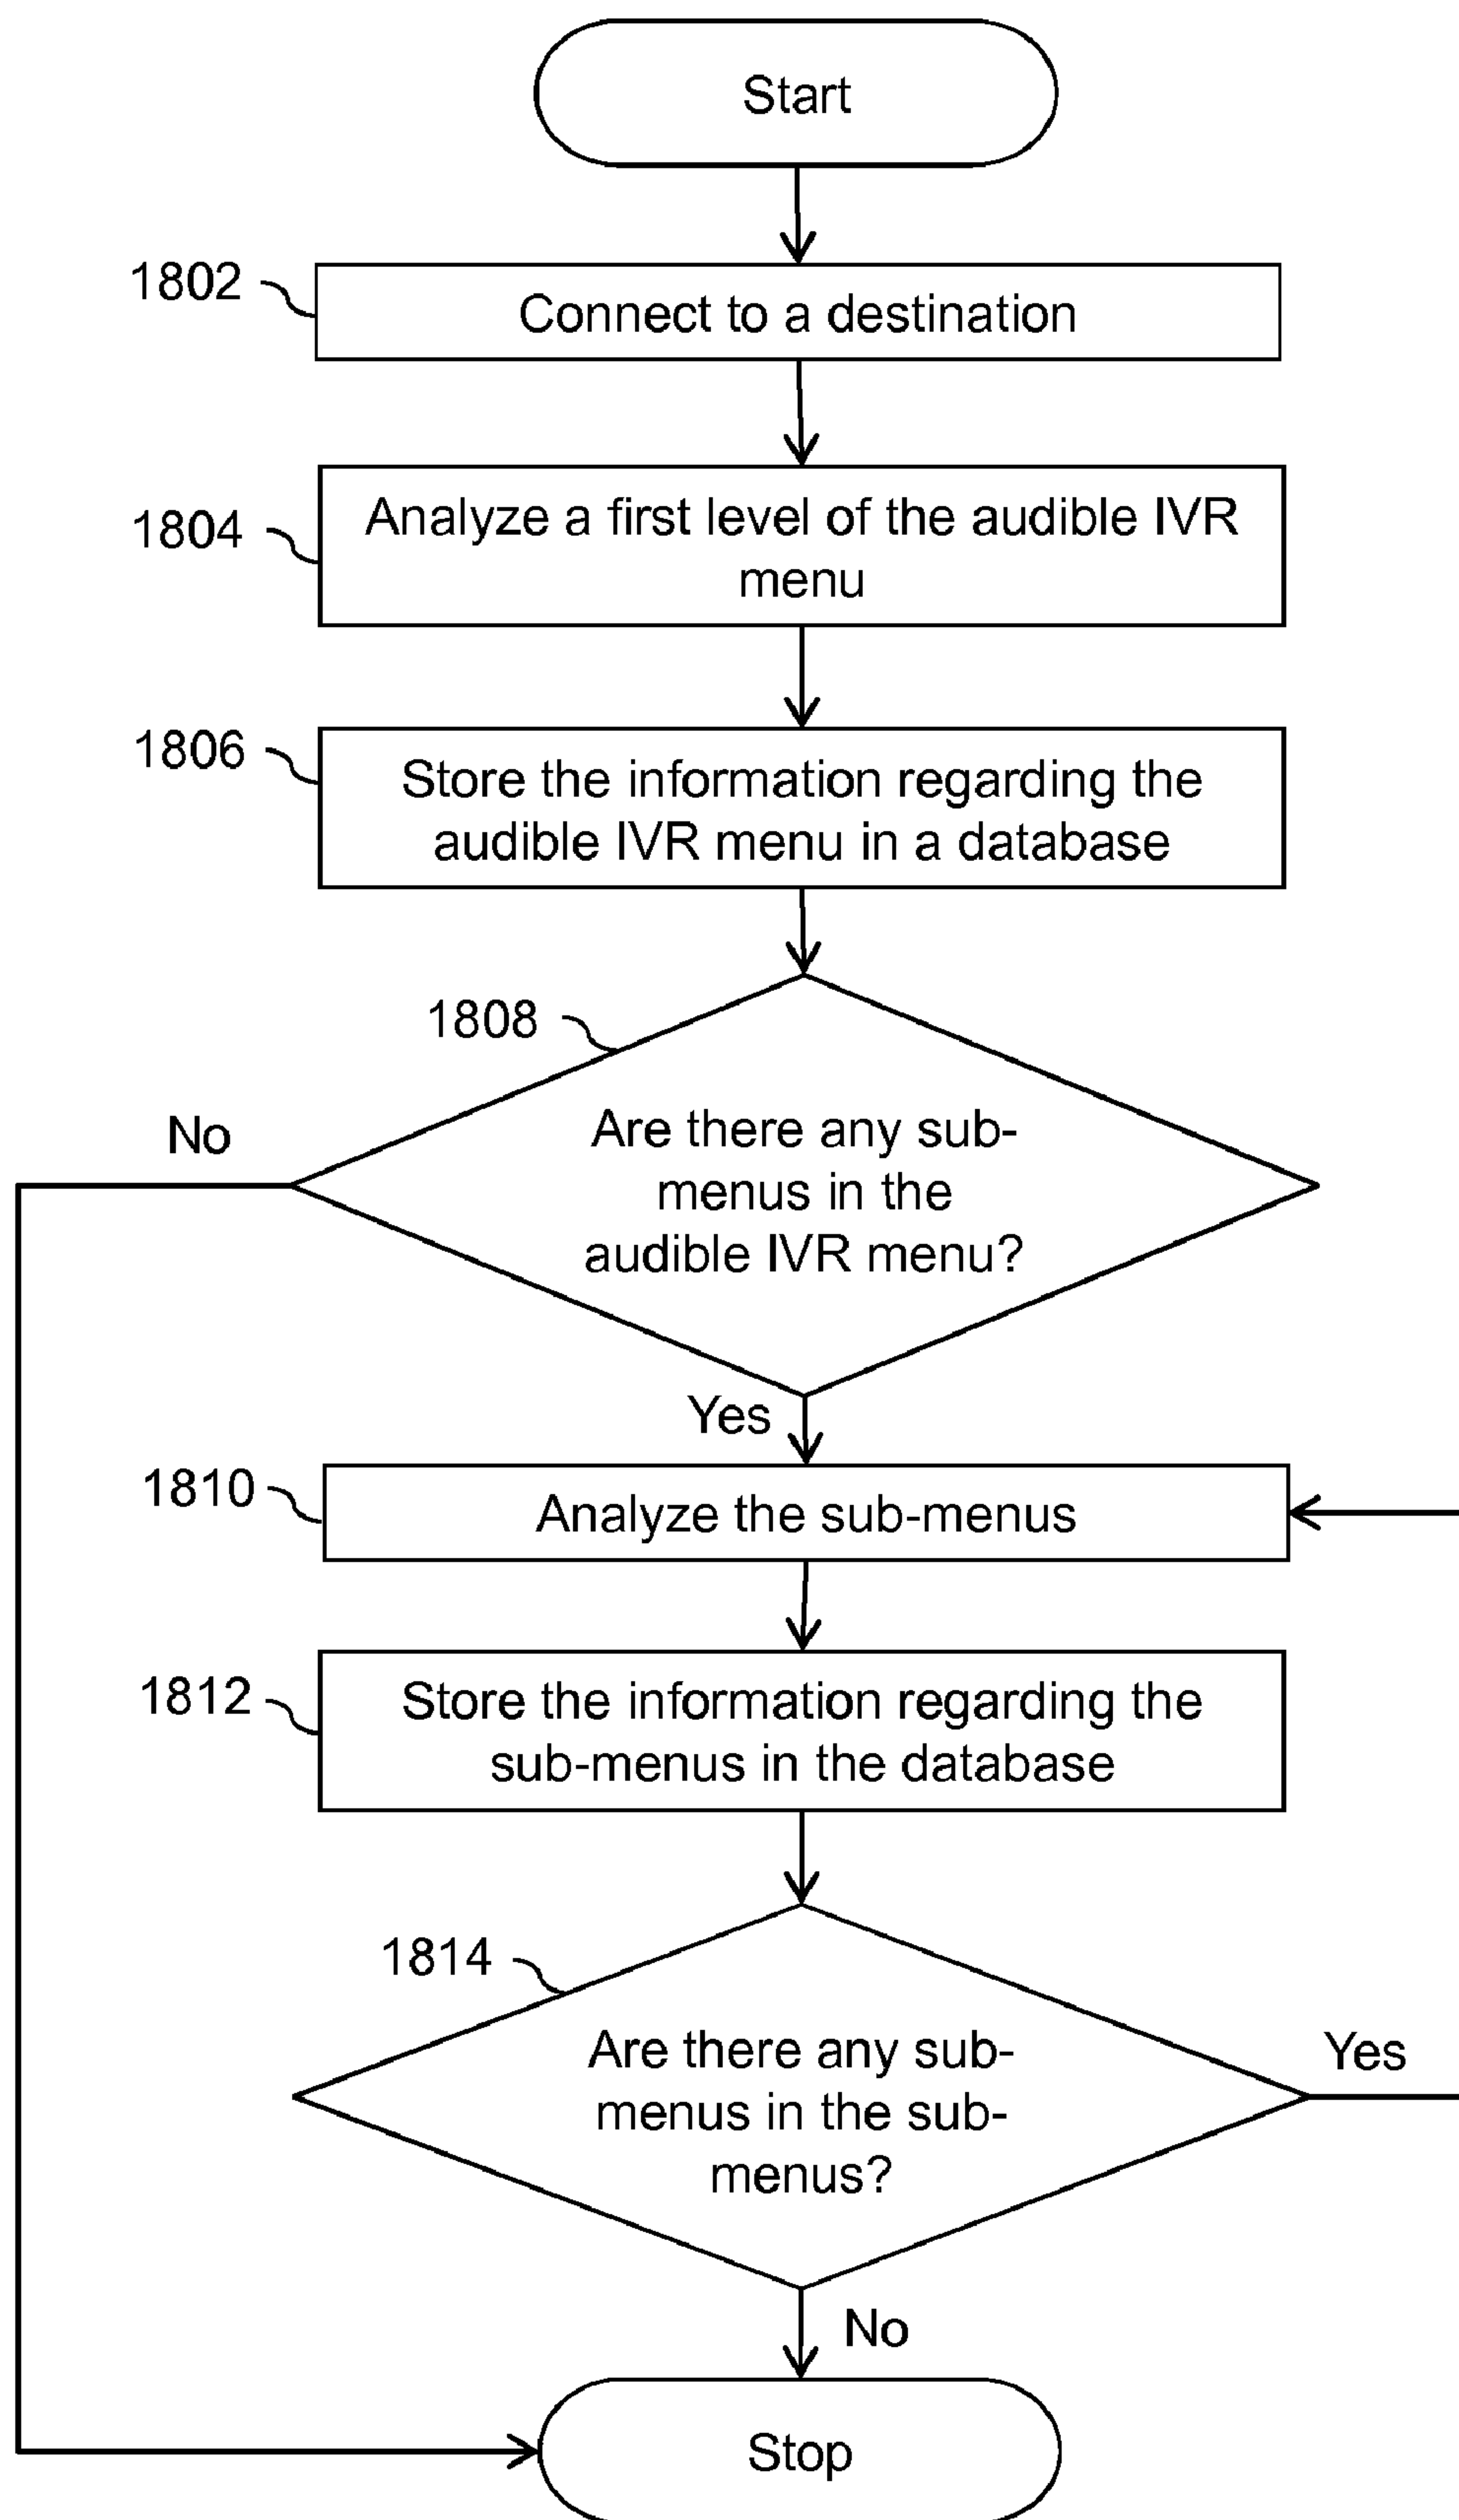 Start
1802
Connect to a destination
1804
Analyze a first level of the audible IVR
menu
1806
Store the information regarding the
audible IVR menu in a database
1808
No
Are there any sub-
menus in the
audible IVR menu?
Yes
1810
Analyze the sub-menus
1812
Store the information regarding the
sub-menus in the database
1814
Are there any sub-
menus in the sub-
menus?
Yes
No
Stop